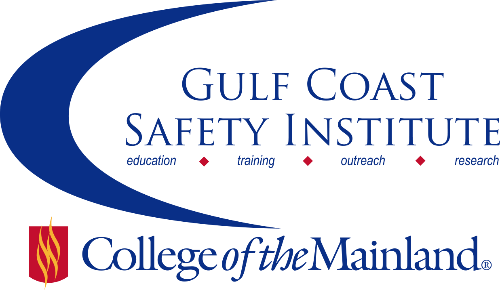 GULF COAST
SAFETY INSTITUTE
education ◆ training ◆ outreach ◆ research
College of the Mainland®